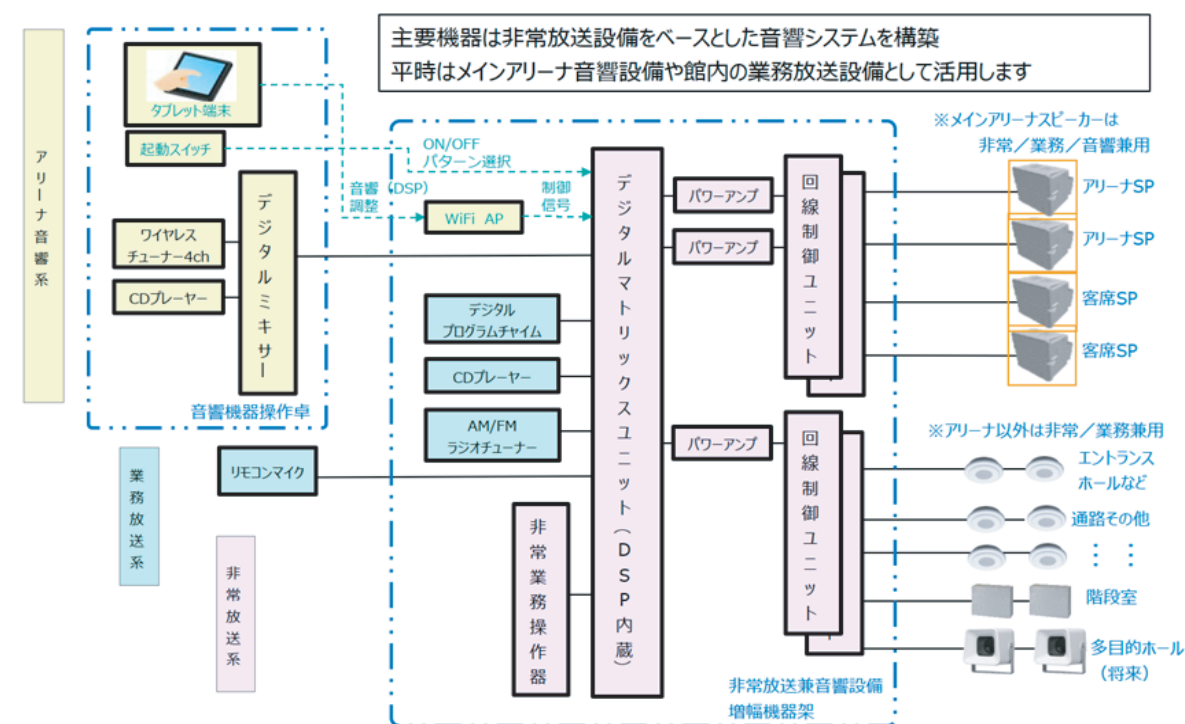 主要機器は非常放送設備をベースとした音響システムを構築
平時はメインアリーナ音響設備や館内の業務放送設備として活用します
アリーナ音響系
タブレット端末
起動スイッチ
ワイヤレス
チューナー4ch
CDプレーヤー
デジタルミキサー
音響機器操作卓
ON/OFF
パターン選択
音響（DSP）
調整
制御
信号
WiFi AP
デジタル
プログラムチャイム
CDプレーヤー
AM/FM
ラジオチューナー
業務放送系
リモコンマイク
非常放送系
非常業務操作器
デジタルマトリックスユニット（DSP内蔵）
パワーアンプ
パワーアンプ
パワーアンプ
回線制御ユニット
回線制御ユニット
非常放送兼音響設備
増幅機器架
※メインアリーナスピーカーは
非常／業務／音響兼用
アリーナSP
アリーナSP
客席SP
客席SP
※アリーナ以外は非常／業務兼用
エントランス
ホールなど
通路その他
：：
階段室
多目的ホール
（将来）